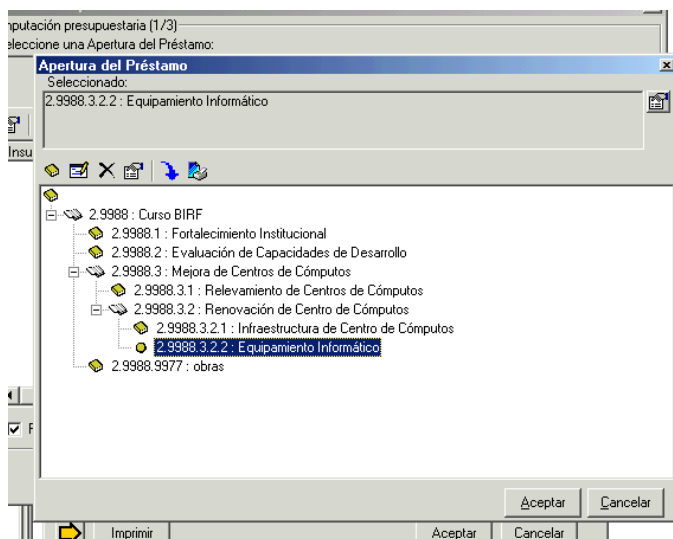 nputación presupuestaria (1/3)
eleccione una Apertura del Préstamo:
Apertura del Préstamo
Seleccionado:
2.9988.3.2.2 : Equipamiento Informático
Insu
2.9988 : Curso BIRF
2.9988.1 : Fortalecimiento Institucional
2.9988.2 : Evaluación de Capacidades de Desarrollo
2.9988.3 : Mejora de Centros de Cómputos
2.9988.3.1 : Relevamiento de Centros de Cómputos
2.9988.3.2 : Renovación de Centro de Cómputos
2.9988.3.2.1 : Infraestructura de Centro de Cómputos
2.9988.3.2.2 : Equipamiento Informático
2.9988.9977 : obras
Aceptar Cancelar
Imprimir Aceptar Cancelar